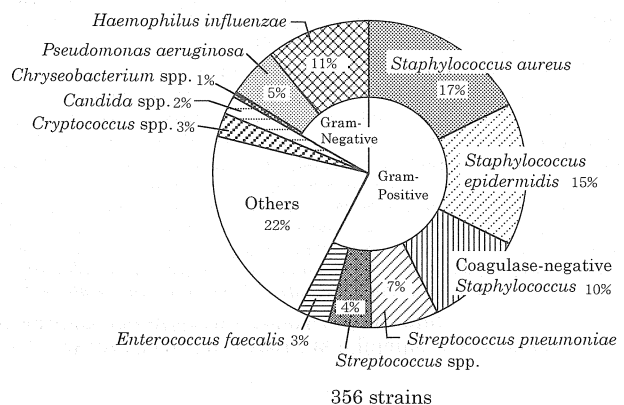 Haemophilus influenzae
11%
Pseudomonas aeruginosa
5%
Chryseobacterium spp. 1%
Candida spp. 2%
Cryptococcus spp. 3%
Gram-
Negative
Gram-
Positive
Staphylococcus aureus
17%
Staphylococcus
epidermidis 15%
Coagulase-negative
Staphylococcus 10%
Others
22%
7%
4%
Enterococcus faecalis 3%
Streptococcus pneumoniae
Streptococcus spp.
356 strains